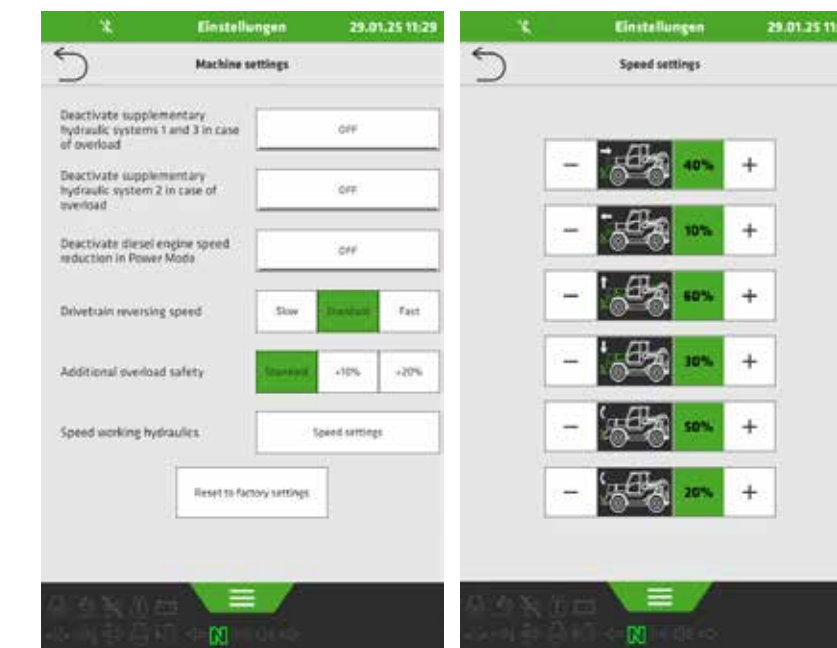 Einstellungen
29.01.25 11:29
Machine settings
Deactivate supplementary
hydraulic systems 1 and 3 in case
of overload
OFF
Deactivate supplementary
hydraulic system 2 in case of
overload
OFF
Deactivate diesel engine speed
reduction in Power Mode
OFF
Drivetrain reversing speed
Slow
Standard
Fast
Additional overload safety
Standard
+10%
+20%
Speed working hydraulics
Speed settings
Reset to factory settings
N
Einstellungen
29.01.25 11
Speed settings
− 40% +
− 10% +
− 60% +
− 30% +
− 50% +
− 20% +
N